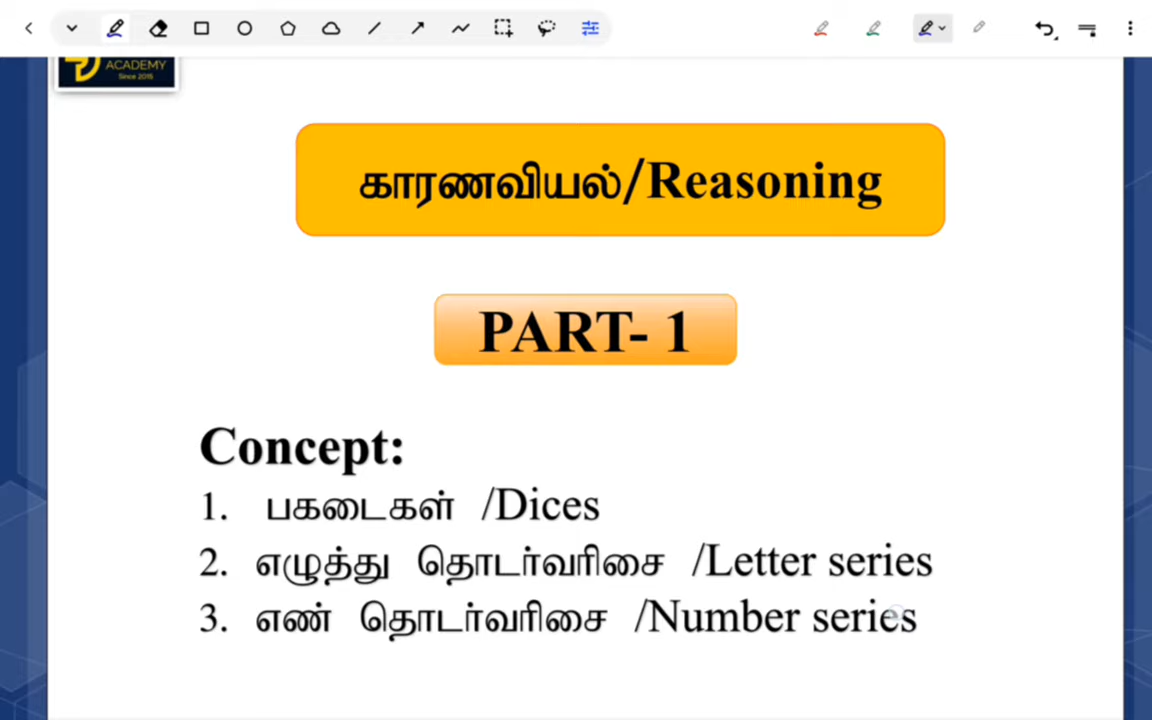 ACADEMY
Since 2015
காரணவியல்/Reasoning
PART- 1
Concept:
1. பகடைகள் /Dices
2. எழுத்து தொடர்வரிசை /Letter series
3. எண் தொடர்வரிசை /Number series